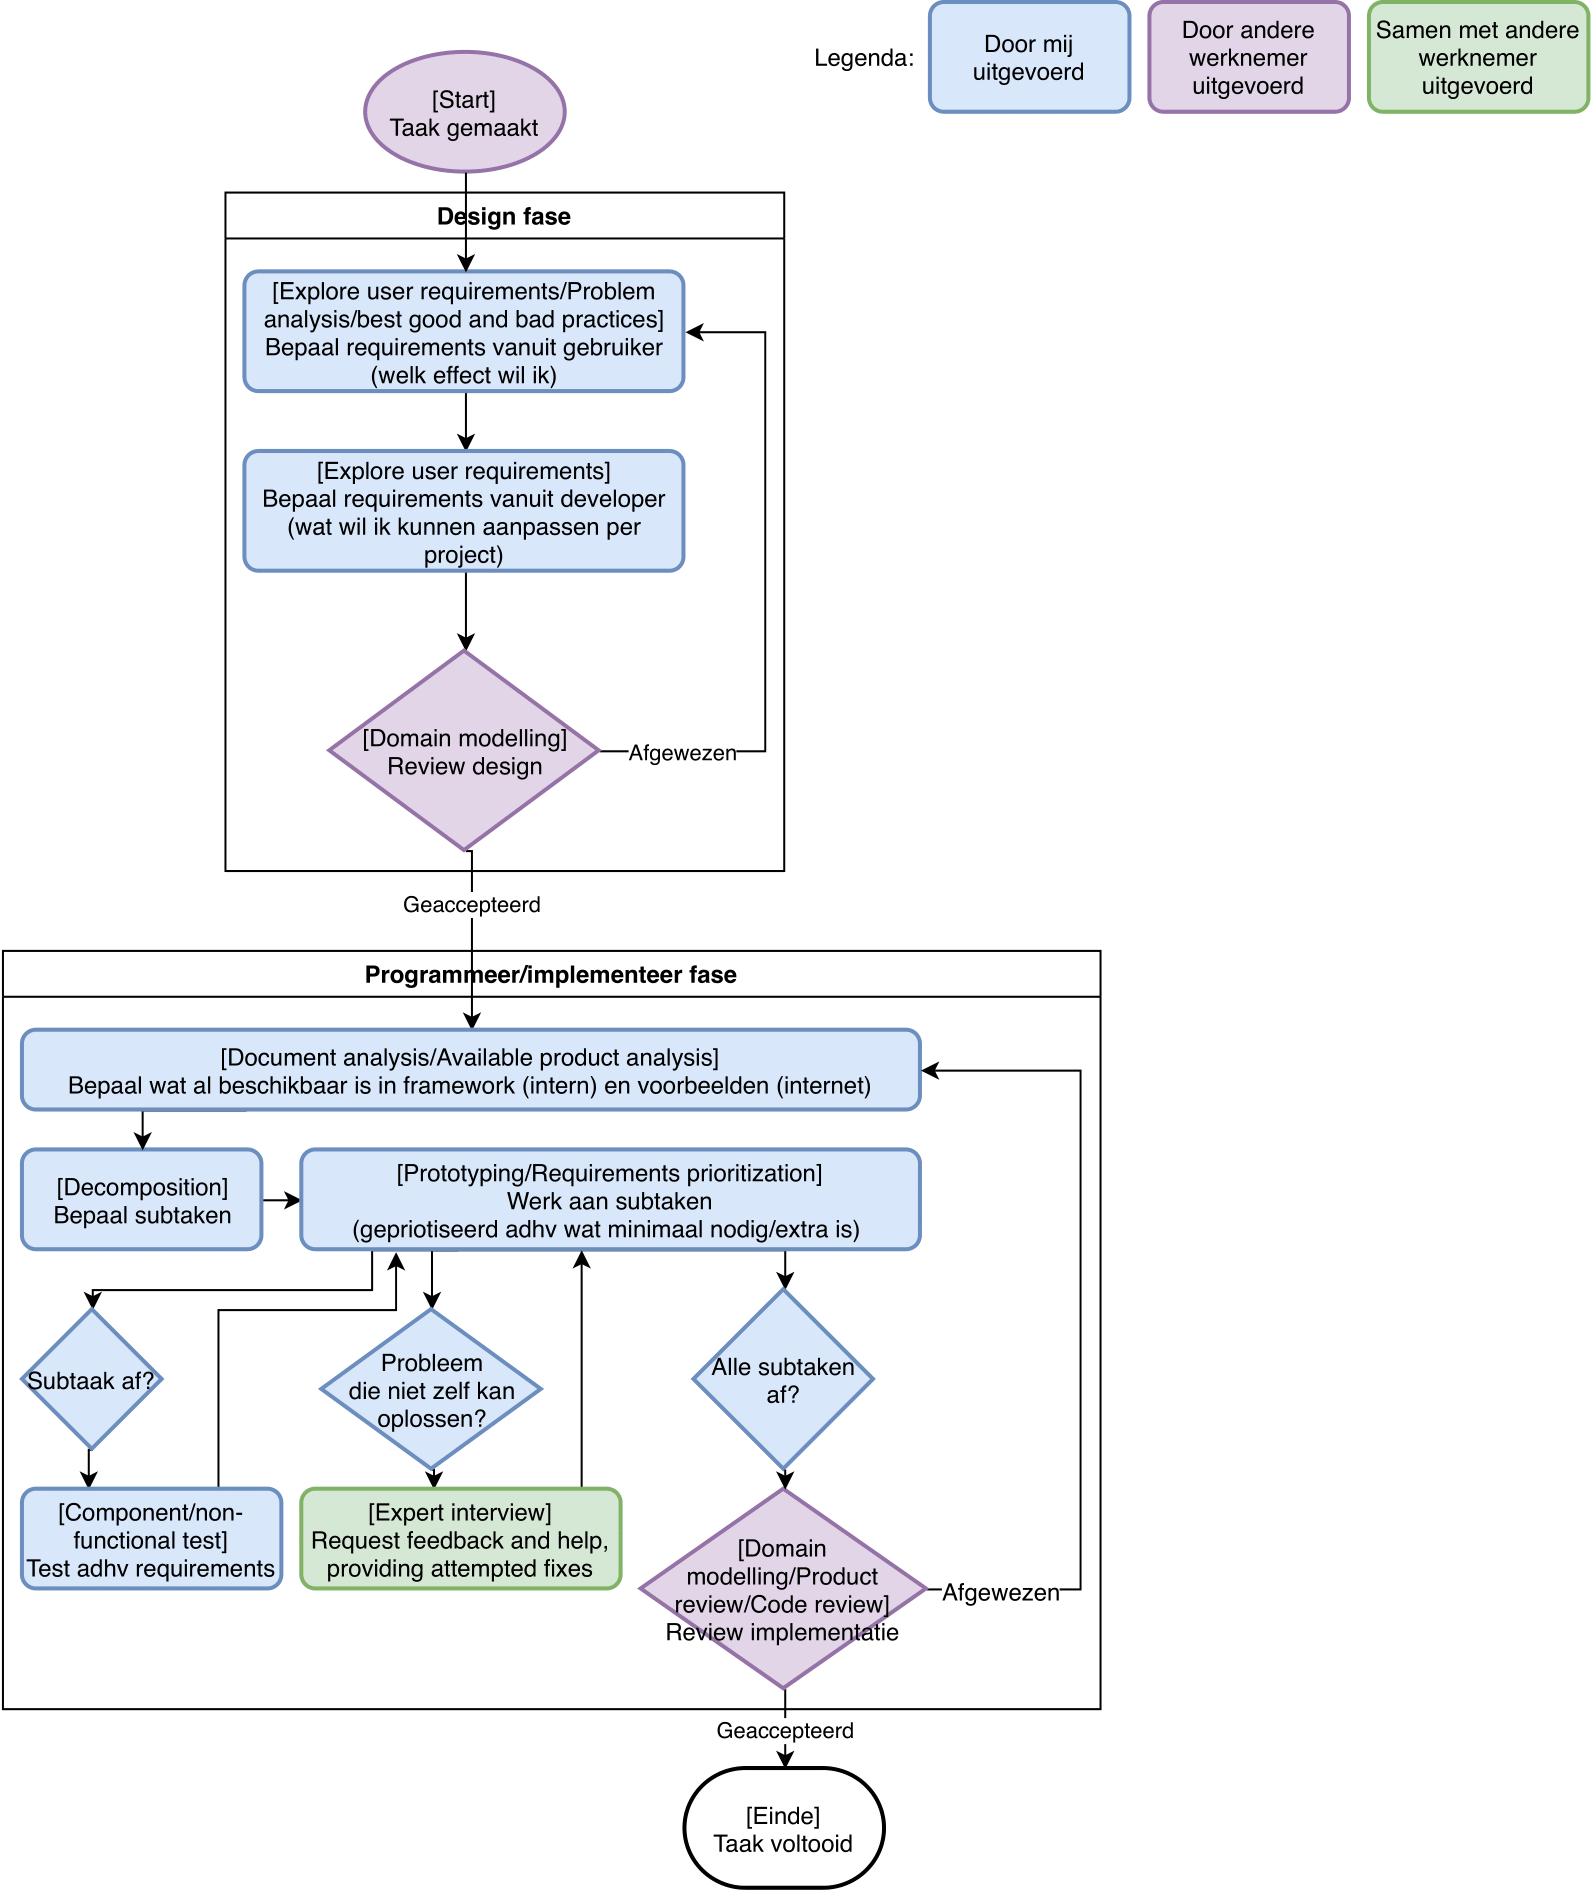 Legenda:
Door mij
uitgevoerd
Door andere
werknemer
uitgevoerd
Samen met andere
werknemer
uitgevoerd
[Start]
Taak gemaakt
Design fase
[Explore user requirements/Problem
analysis/best good and bad practices]
Bepaal requirements vanuit gebruiker
(welk effect wil ik)
[Explore user requirements]
Bepaal requirements vanuit developer
(wat wil ik kunnen aanpassen per
project)
[Domain modelling]
Review design
Afgewezen
Geaccepteerd
Programmeer/implementeer fase
[Document analysis/Available product analysis]
Bepaal wat al beschikbaar is in framework (intern) en voorbeelden (internet)
[Decomposition]
Bepaal subtaken
[Prototyping/Requirements prioritization]
Werk aan subtaken
(gepriotiseerd adhv wat minimaal nodig/extra is)
Subtaak af?
Probleem
die niet zelf kan
oplossen?
Alle subtaken
af?
[Component/non-
functional test]
Test adhv requirements
[Expert interview]
Request feedback and help,
providing attempted fixes
[Domain
modelling/Product
review/Code review]
Review implementatie
Afgewezen
Geaccepteerd
[Einde]
Taak voltooid